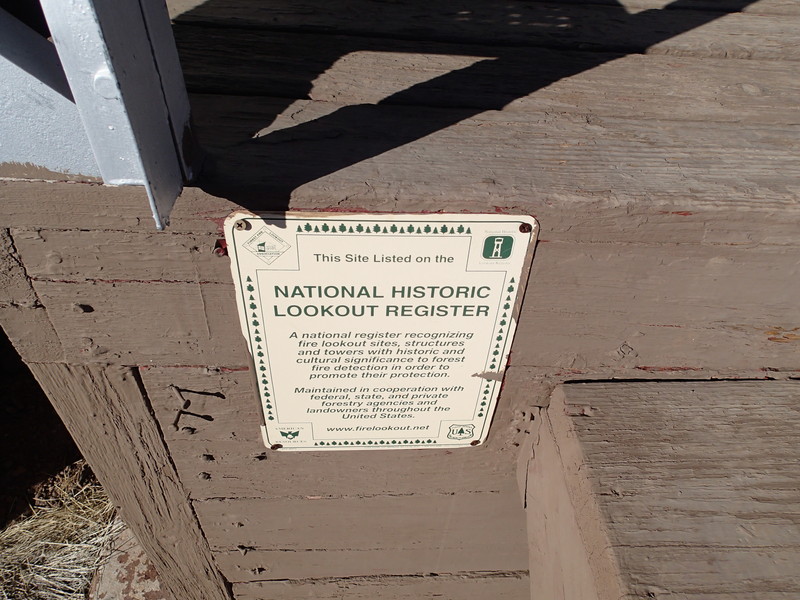 This Site Listed on the
NATIONAL HISTORIC
LOOKOUT REGISTER
A national register recognizing
fire lookout sites, structures
and towers with historic and
cultural significance to forest
fire detection in order to
promote their protection.
Maintained in cooperation with
federal, state, and private
forestry agencies and
landowners throughout the
United States.
www.firelookout.net
AMERICAN
RESOURCES
U S